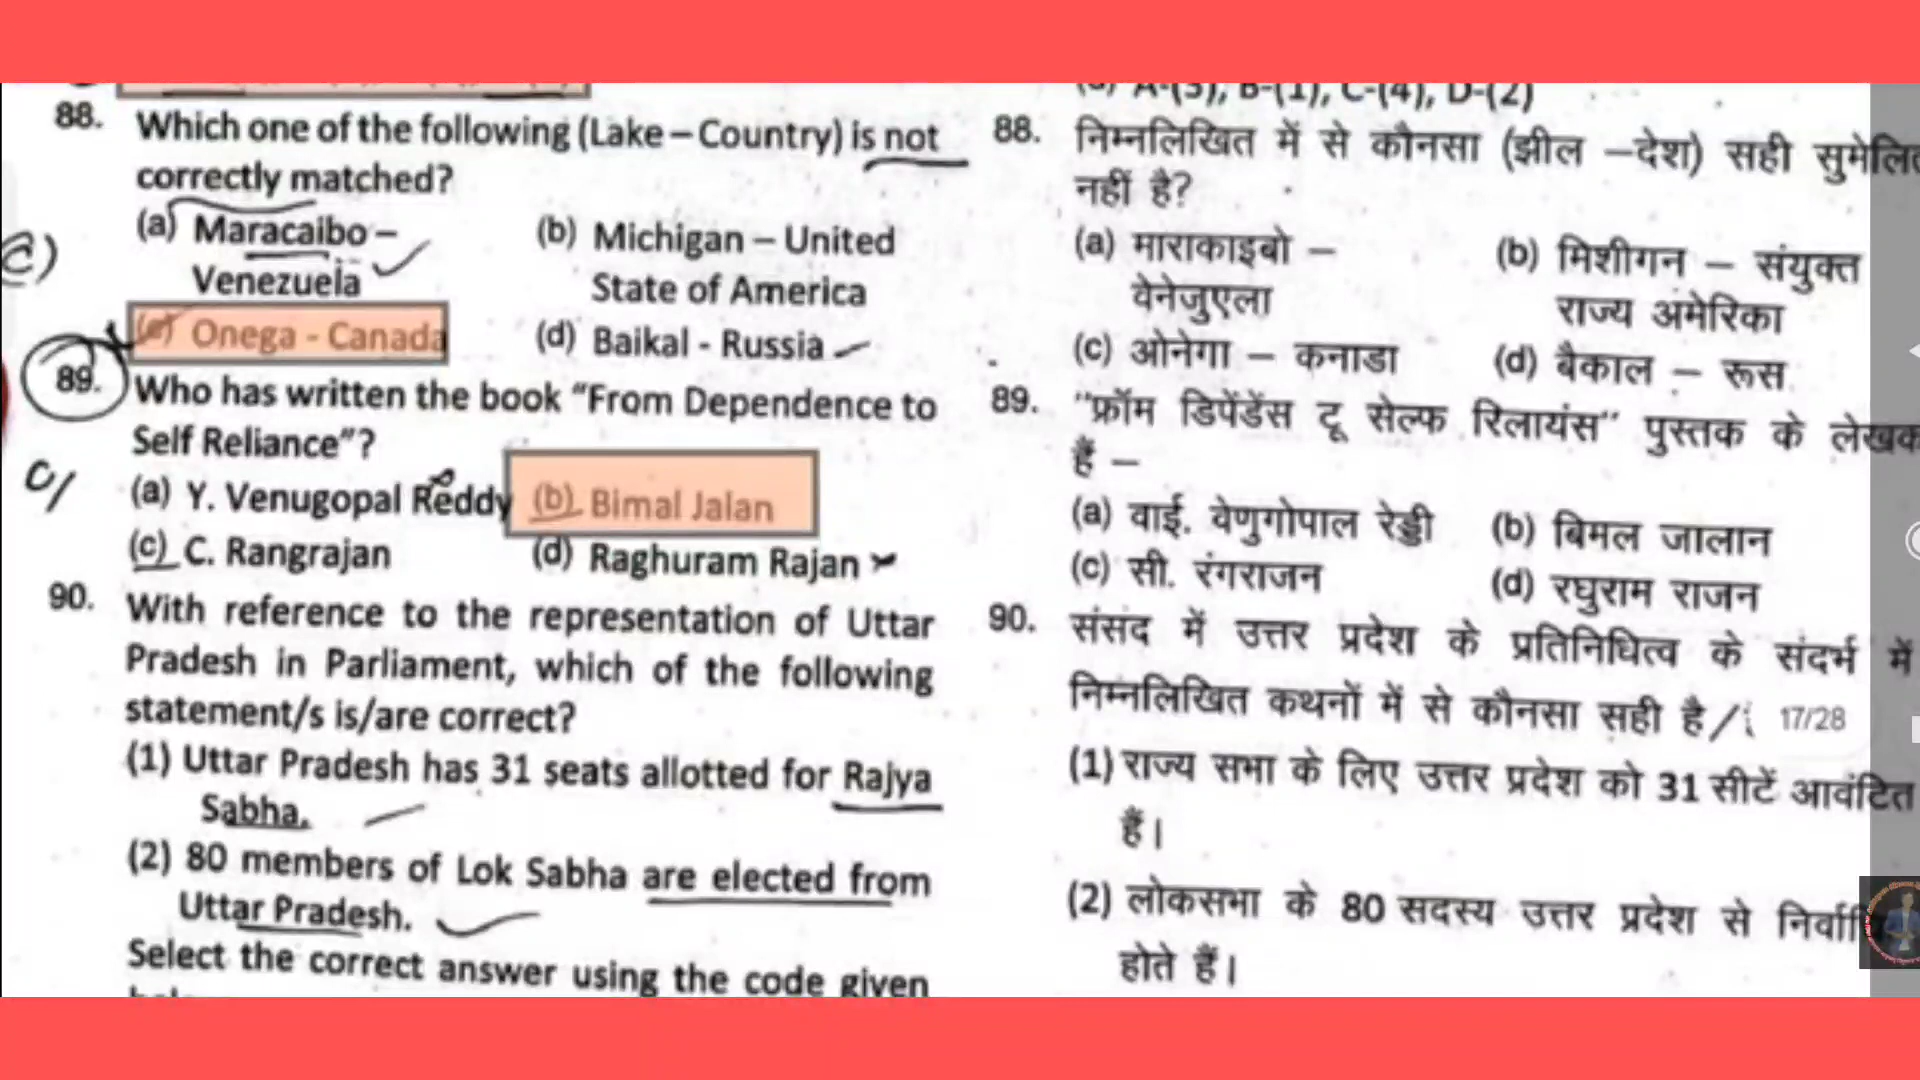 88. Which one of the following (Lake – Country) is not
correctly matched?
(a) Maracaibo –
Venezuela
(b) Michigan – United
State of America
(c) Onega - Canada
(d) Baikal - Russia
89. Who has written the book "From Dependence to
Self Reliance"?
(a) Y. Venugopal Reddy (b) Bimal Jalan
(c) C. Rangrajan (d) Raghuram Rajan
90. With reference to the representation of Uttar
Pradesh in Parliament, which of the following
statement/s is/are correct?
(1) Uttar Pradesh has 31 seats allotted for Rajya
Sabha.
(2) 80 members of Lok Sabha are elected from
Uttar Pradesh.
Select the correct answer using the code given
A-(3), B-(1), C-(4), D-(2)
88. निम्नलिखित में से कौनसा (झील –देश) सही
नहीं है?
(a) माराकाइबो –
वेनेजुएला
(b) मिशीगन – संयुक्त
राज्य अमेरिका
(c) ओनेगा – कनाडा
(d) बैकाल – रूस
89. "फ्रॉम डिपेंडेंस टू सेल्फ रिलायंस" पुस्तक के लेखक
हैं –
(a) वाई. वेणुगोपाल रेड्डी (b) बिमल जालान
(c) सी. रंगराजन (d) रघुराम राजन
90. संसद में उत्तर प्रदेश के प्रतिनिधित्व के संदर्भ में
निम्नलिखित कथनों में से कौनसा सही है/
17/28
(1) राज्य सभा के लिए उत्तर प्रदेश को 31 सीटें आवंटित
हैं।
(2) लोकसभा के 80 सदस्य उत्तर प्रदेश से
होते हैं।